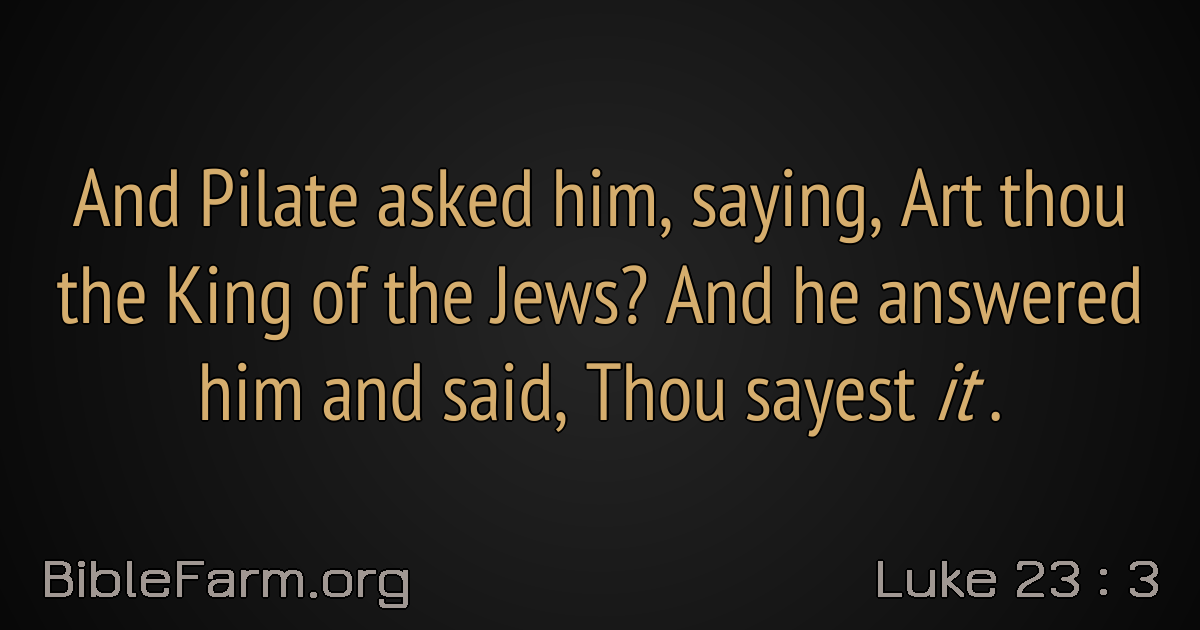 And Pilate asked him, saying, Art thou
the King of the Jews? And he answered
him and said, Thou sayest it .
BibleFarm.org
Luke 23 : 3